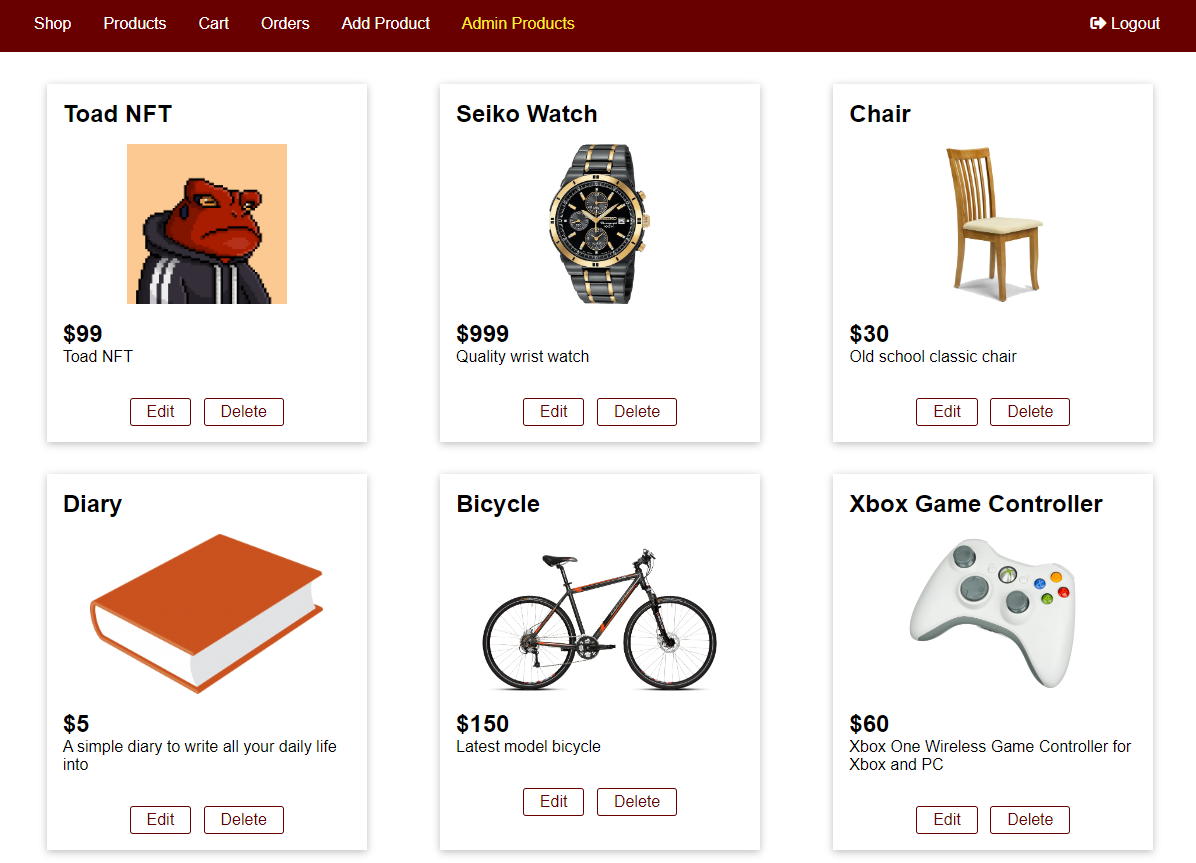 Shop Products Cart Orders Add Product Admin Products Logout
Toad NFT
$99
Toad NFT
Edit Delete
Seiko Watch
SEIKO
$999
Quality wrist watch
Edit Delete
Chair
$30
Old school classic chair
Edit Delete
Diary
$5
A simple diary to write all your daily life
into
Edit Delete
Bicycle
$150
Latest model bicycle
Edit Delete
Xbox Game Controller
$60
Xbox One Wireless Game Controller for
Xbox and PC
Edit Delete